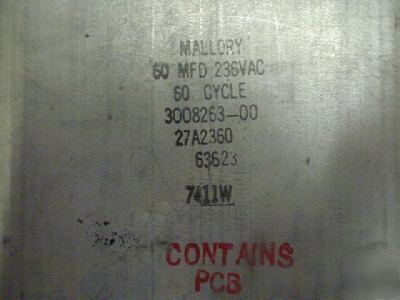 MALLORY
60 MFD 236VAC
60 CYCLE
3008263-00
27A2360
63623
7411W
CONTAINS
PCB